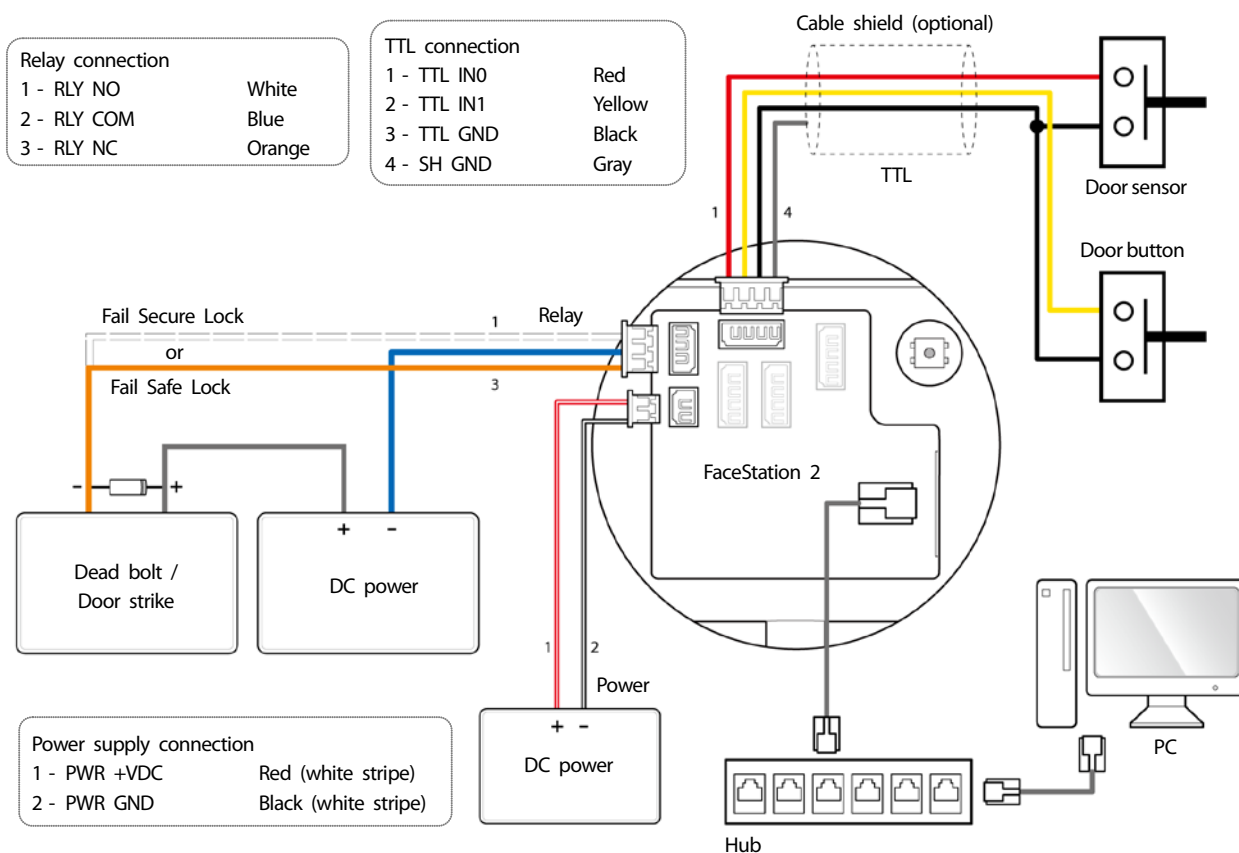 Cable shield (optional)
Relay connection
1 - RLY NO White
2 - RLY COM Blue
3 - RLY NC Orange
TTL connection
1 - TTL IN0 Red
2 - TTL IN1 Yellow
3 - TTL GND Black
4 - SH GND Gray
TTL
Door sensor
1
4
Door button
Fail Secure Lock
1
Relay
or
Fail Safe Lock
3
FaceStation 2
- +
+ -
Dead bolt /
Door strike
DC power
1
2
Power
+ -
DC power
PC
Power supply connection
1 - PWR +VDC Red (white stripe)
2 - PWR GND Black (white stripe)
Hub